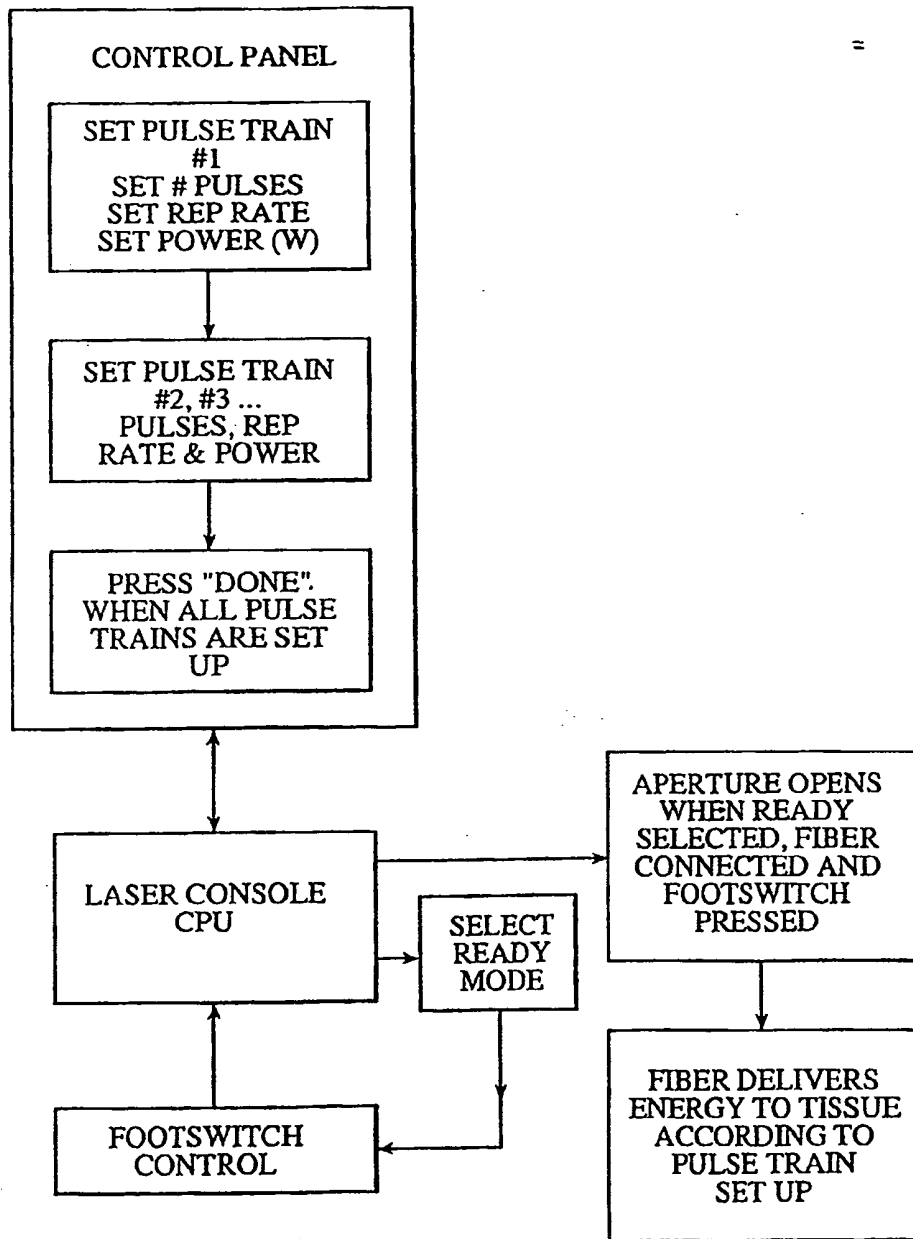 CONTROL PANEL
SET PULSE TRAIN
#1
SET # PULSES
SET REP RATE
SET POWER (W)
SET PULSE TRAIN
#2, #3 ...
PULSES, REP
RATE & POWER
PRESS "DONE".
WHEN ALL PULSE
TRAINS ARE SET
UP
LASER CONSOLE
CPU
SELECT
READY
MODE
FOOTSWITCH
CONTROL
APERTURE OPENS
WHEN READY
SELECTED, FIBER
CONNECTED AND
FOOTSWITCH
PRESSED
FIBER DELIVERS
ENERGY TO TISSUE
ACCORDING TO
PULSE TRAIN
SET UP